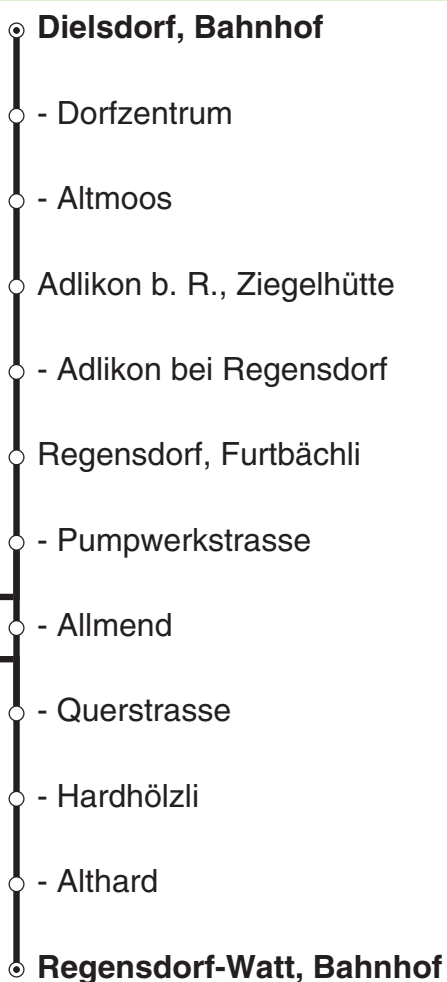 Dielsdorf, Bahnhof
- Dorfzentrum
- Altmoos
Adlikon b. R., Ziegelhütte
- Adlikon bei Regensdorf
Regensdorf, Furtbächli
- Pumpwerkstrasse
- Allmend
- Querstrasse
- Hardhölzli
- Althard
Regensdorf-Watt, Bahnhof